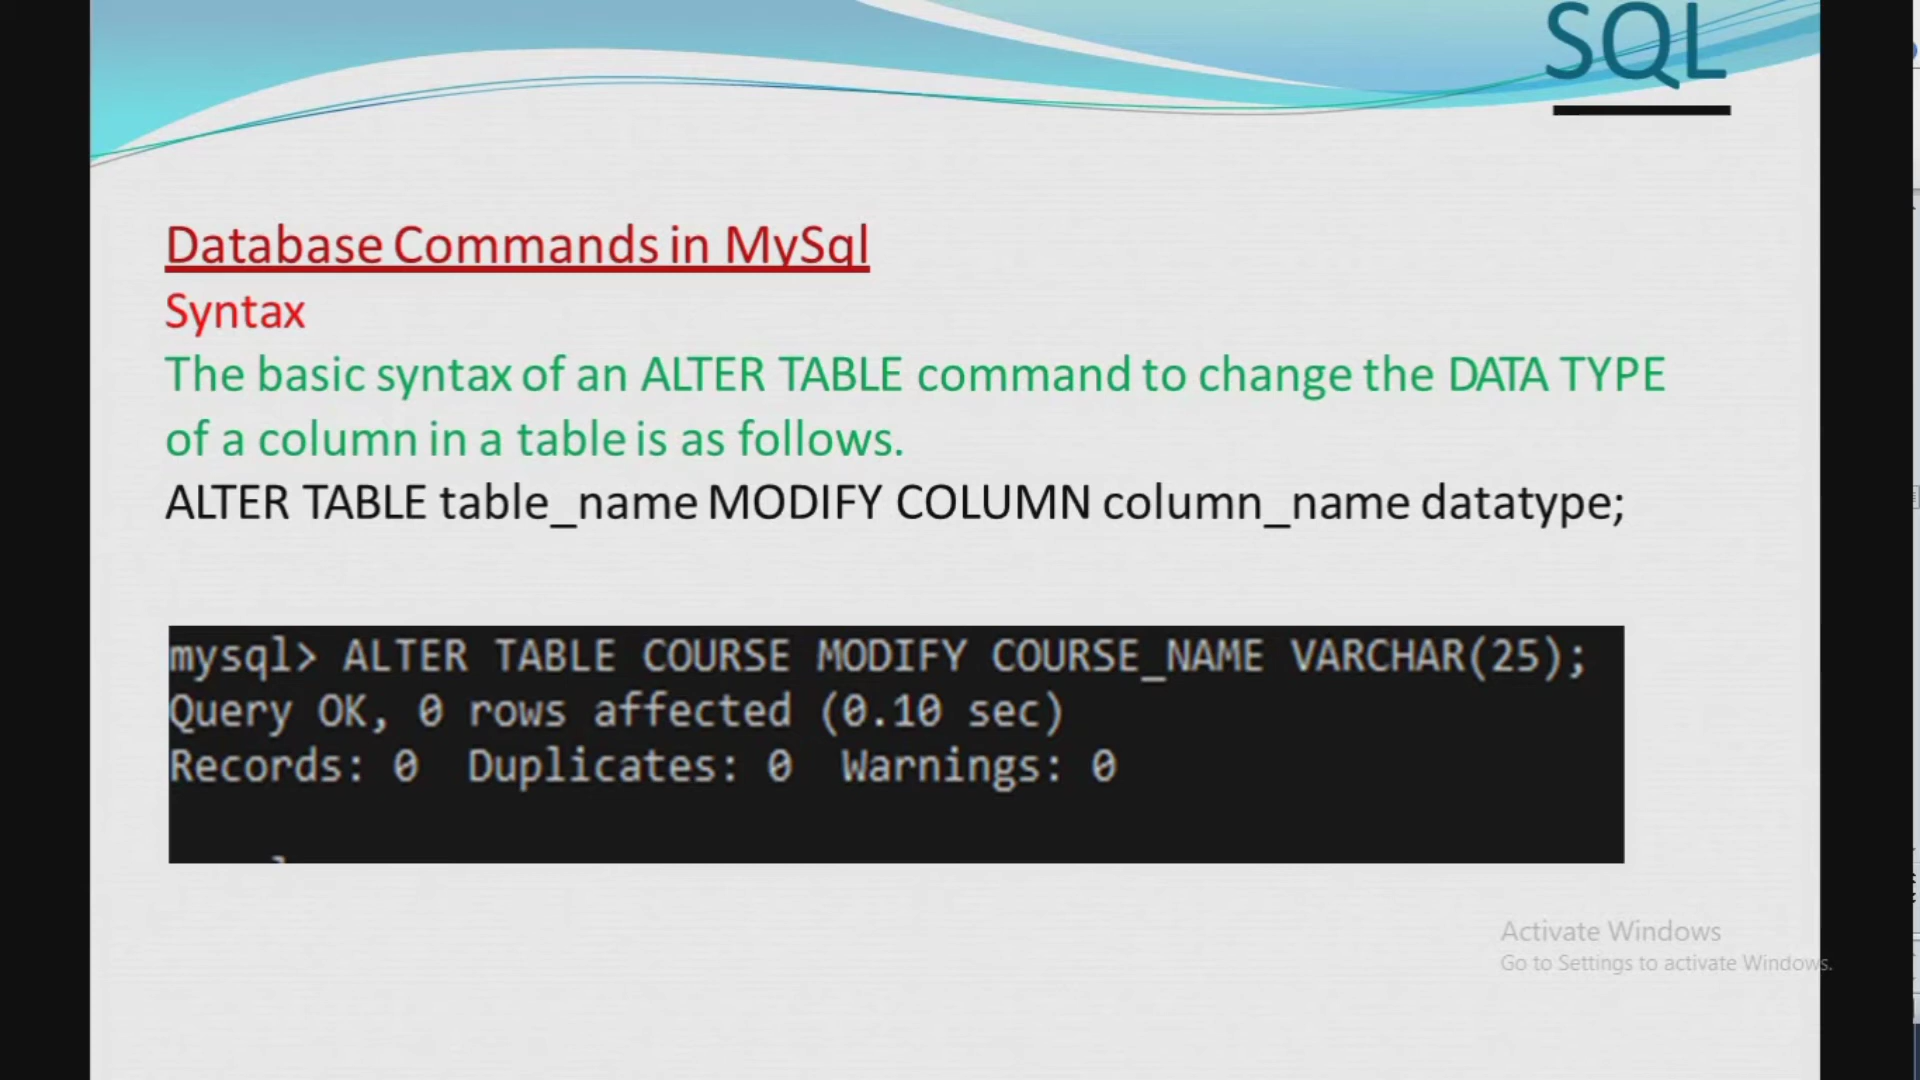 SQL
Database Commands in MySql
Syntax
The basic syntax of an ALTER TABLE command to change the DATA TYPE
of a column in a table is as follows.
ALTER TABLE table_name MODIFY COLUMN column_name datatype;
mysql> ALTER TABLE COURSE MODIFY COURSE_NAME VARCHAR(25);
Query OK, 0 rows affected (0.10 sec)
Records: 0  Duplicates: 0  Warnings: 0
Activate Windows
Go to Settings to activate Windows.